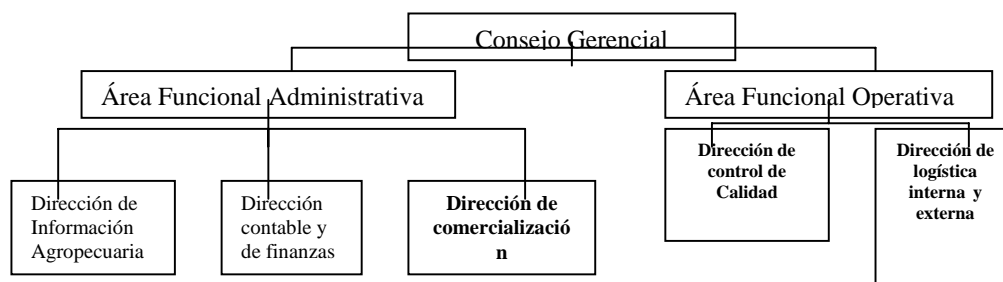 Consejo Gerencial
Área Funcional Administrativa
Área Funcional Operativa
Dirección de
Información
Agropecuaria
Dirección
contable y
de finanzas
Dirección de
comercializació
n
Dirección de
control de
Calidad
Dirección de
logística
interna y
externa